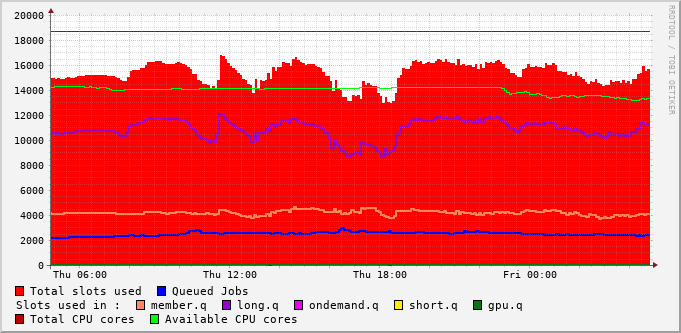 20000
18000
16000
14000
12000
10000
8000
6000
4000
2000
0
Thu 06:00 Thu 12:00 Thu 18:00 Fri 00:00
RRDTOOL / TOBI OETIKER
Total slots used Queued Jobs
Slots used in : member.q long.q ondemand.q short.q gpu.q
Total CPU cores Available CPU cores